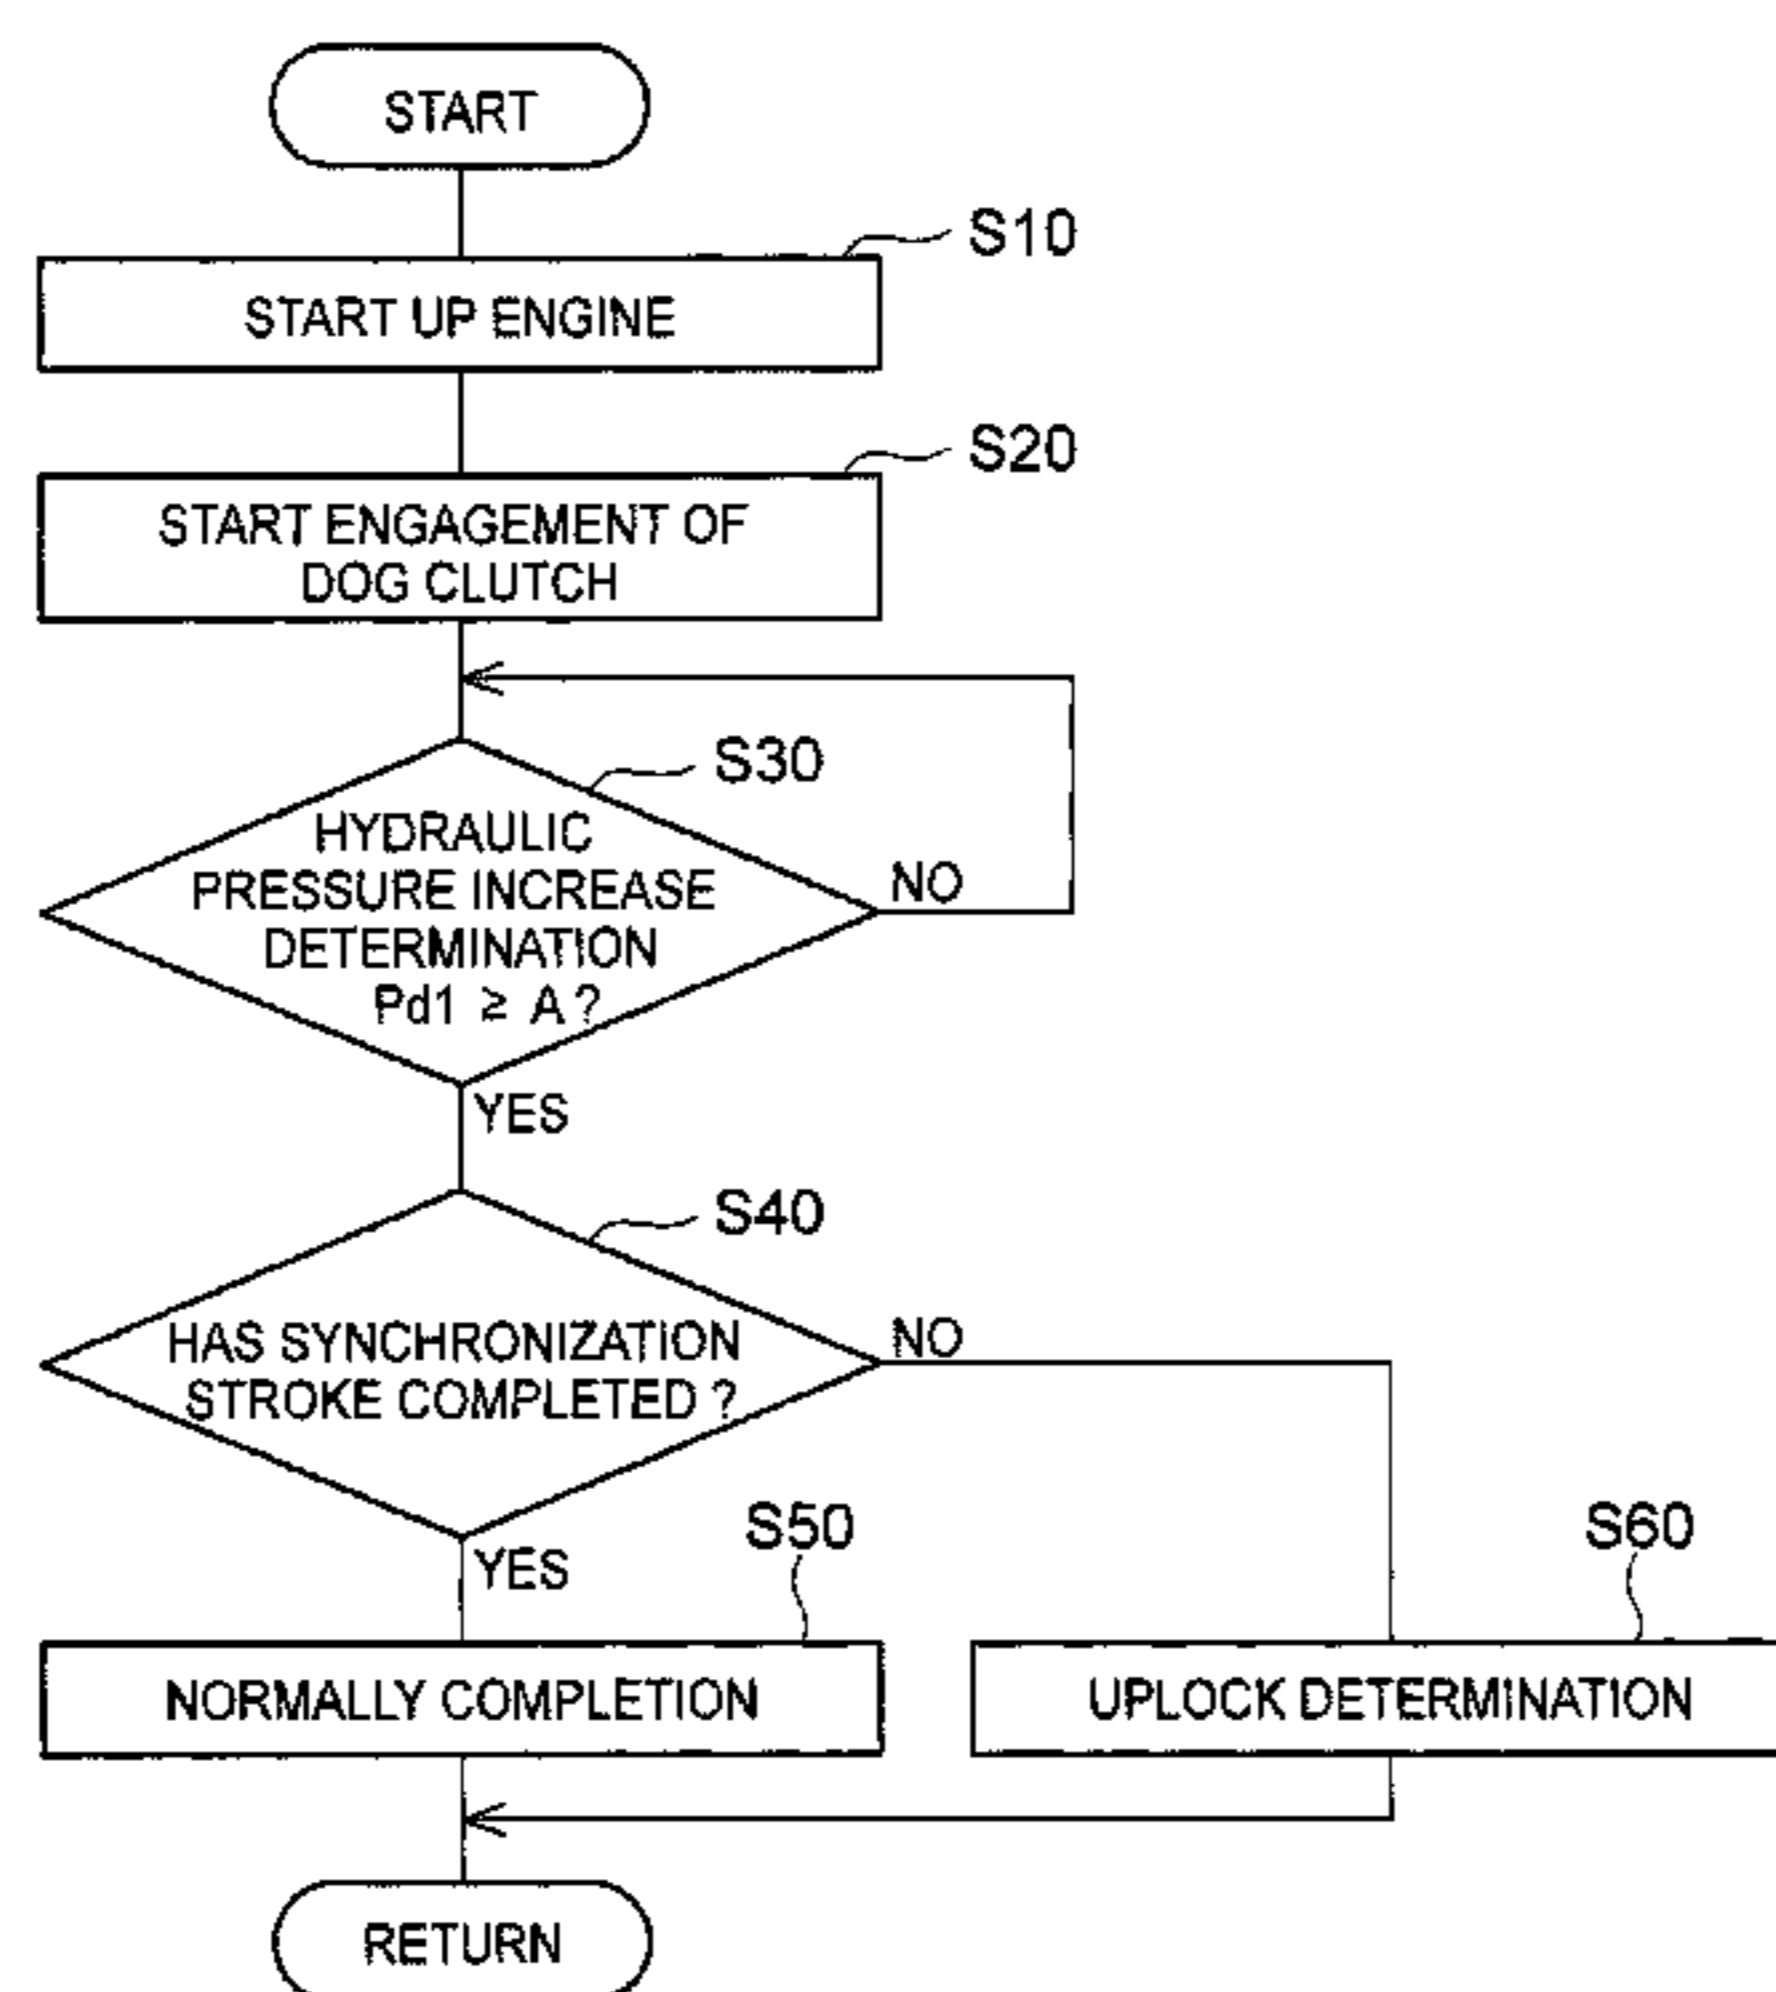 START
S10
START UP ENGINE
S20
START ENGAGEMENT OF
DOG CLUTCH
S30
HYDRAULIC
PRESSURE INCREASE
DETERMINATION
Pd1 ≥ A ?
NO
YES
S40
HAS SYNCHRONIZATION
STROKE COMPLETED ?
NO
YES
S50
NORMALLY COMPLETION
S60
UPLOCK DETERMINATION
RETURN